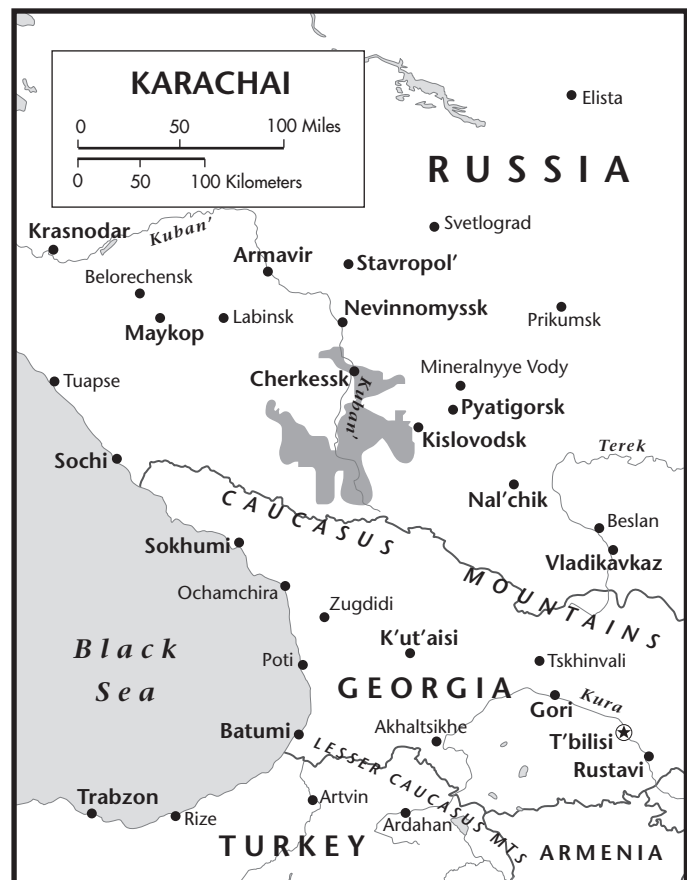 KARACHAI
0 50 100 Miles
0 50 100 Kilometers
Elista
RUSSIA
Svetlograd
Krasnodar
Kuban'
Armavir
Stavropol'
Belorechensk
Nevinnomyssk
Prikumsk
Labinsk
Maykop
Mineralnyye Vody
Cherkessk
Kuban'
Tuapse
Pyatigorsk
Kislovodsk
Terek
Sochi
Nal'chik
CAUCASUS
MOUNTAINS
Beslan
Sokhumi
Vladikavkaz
Ochamchira
Zugdidi
K'ut'aisi
Black
Sea
Poti
Tskhinvali
GEORGIA
Kura
Gori
Batumi
Akhaltsikhe
T'bilisi
Rustavi
LESSER CAUCASUS MTS
Trabzon
Artvin
Rize
Ardahan
TURKEY
ARMENIA